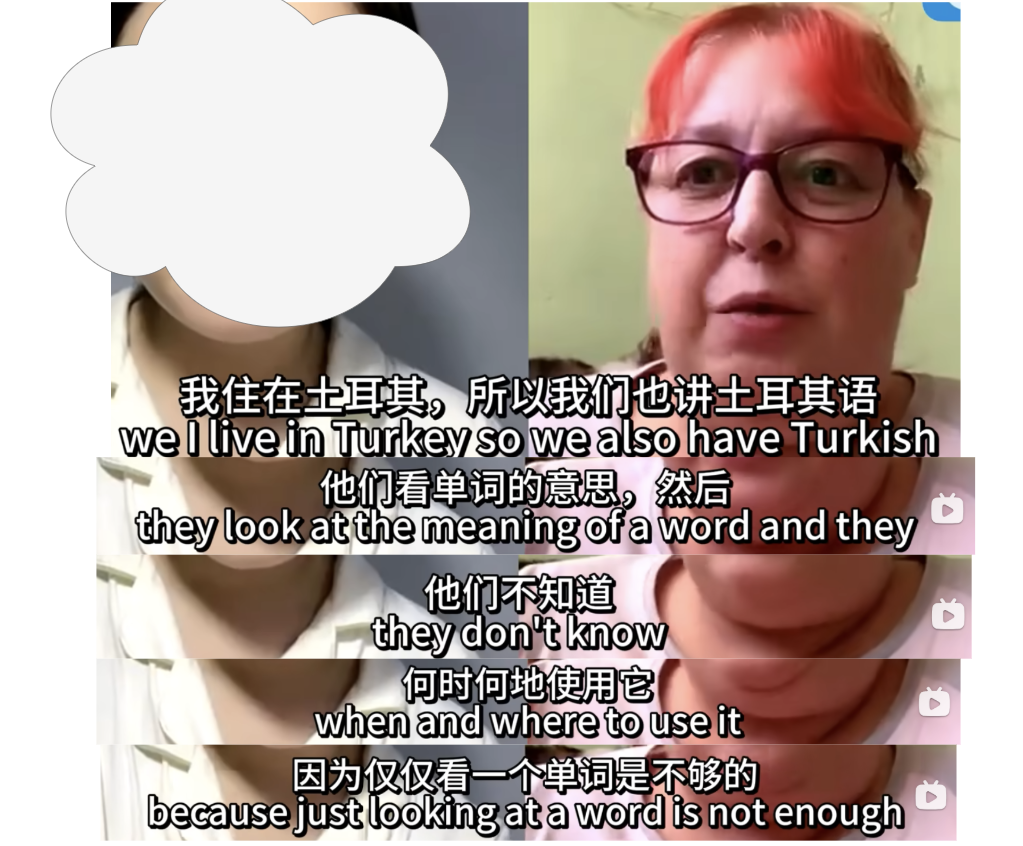 我住在土耳其，所以我们也讲土耳其语
we I live in Turkey so we also have Turkish
他们看单词的意思，然后
they look at the meaning of a word and they
他们不知道
they don't know
何时何地使用它
when and where to use it
因为仅仅看一个单词是不够的
because just looking at a word is not enough